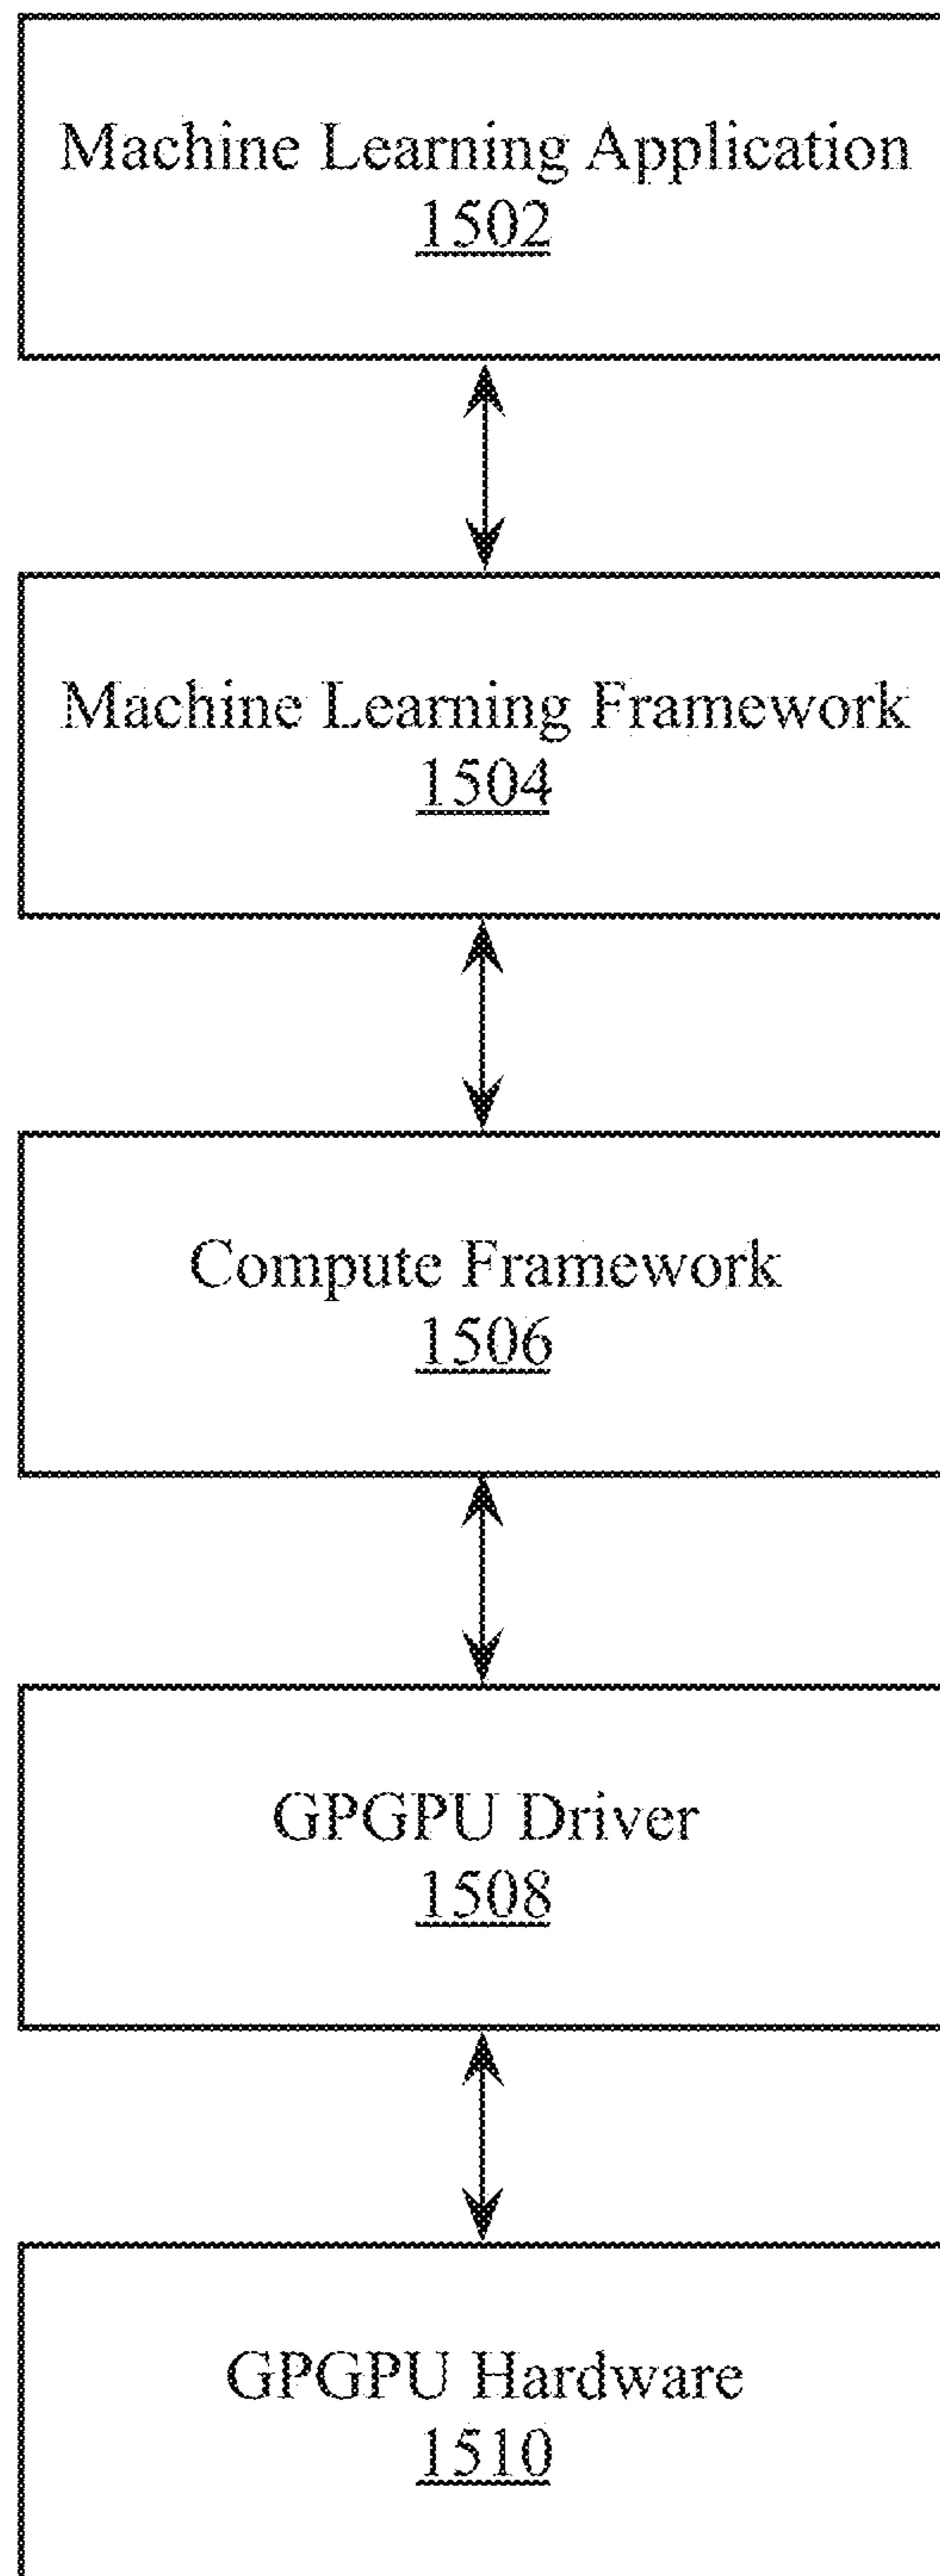 Machine Learning Application
1502
Machine Learning Framework
1504
Compute Framework
1506
GPGPU Driver
1508
GPGPU Hardware
1510